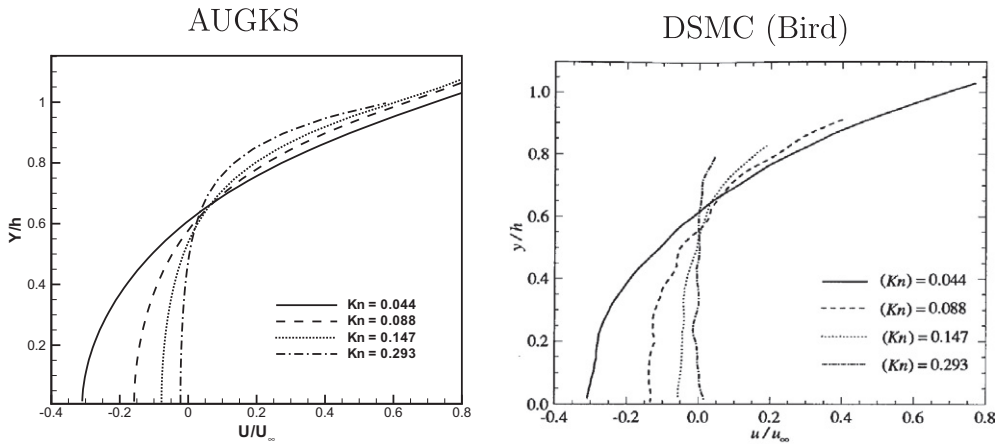 AUGKS
Y/h
1
0.8
0.6
0.4
0.2
Kn = 0.044
Kn = 0.088
Kn = 0.147
Kn = 0.293
-0.4 -0.2 0 0.2 0.4 0.6 0.8
U/U∞
DSMC (Bird)
y/h
1.0
0.8
0.6
0.4
0.2
0.0
(Kn) = 0.044
(Kn) = 0.088
(Kn) = 0.147
(Kn) = 0.293
-0.4 -0.2 0.0 0.2 0.4 0.6 0.8
u/u∞